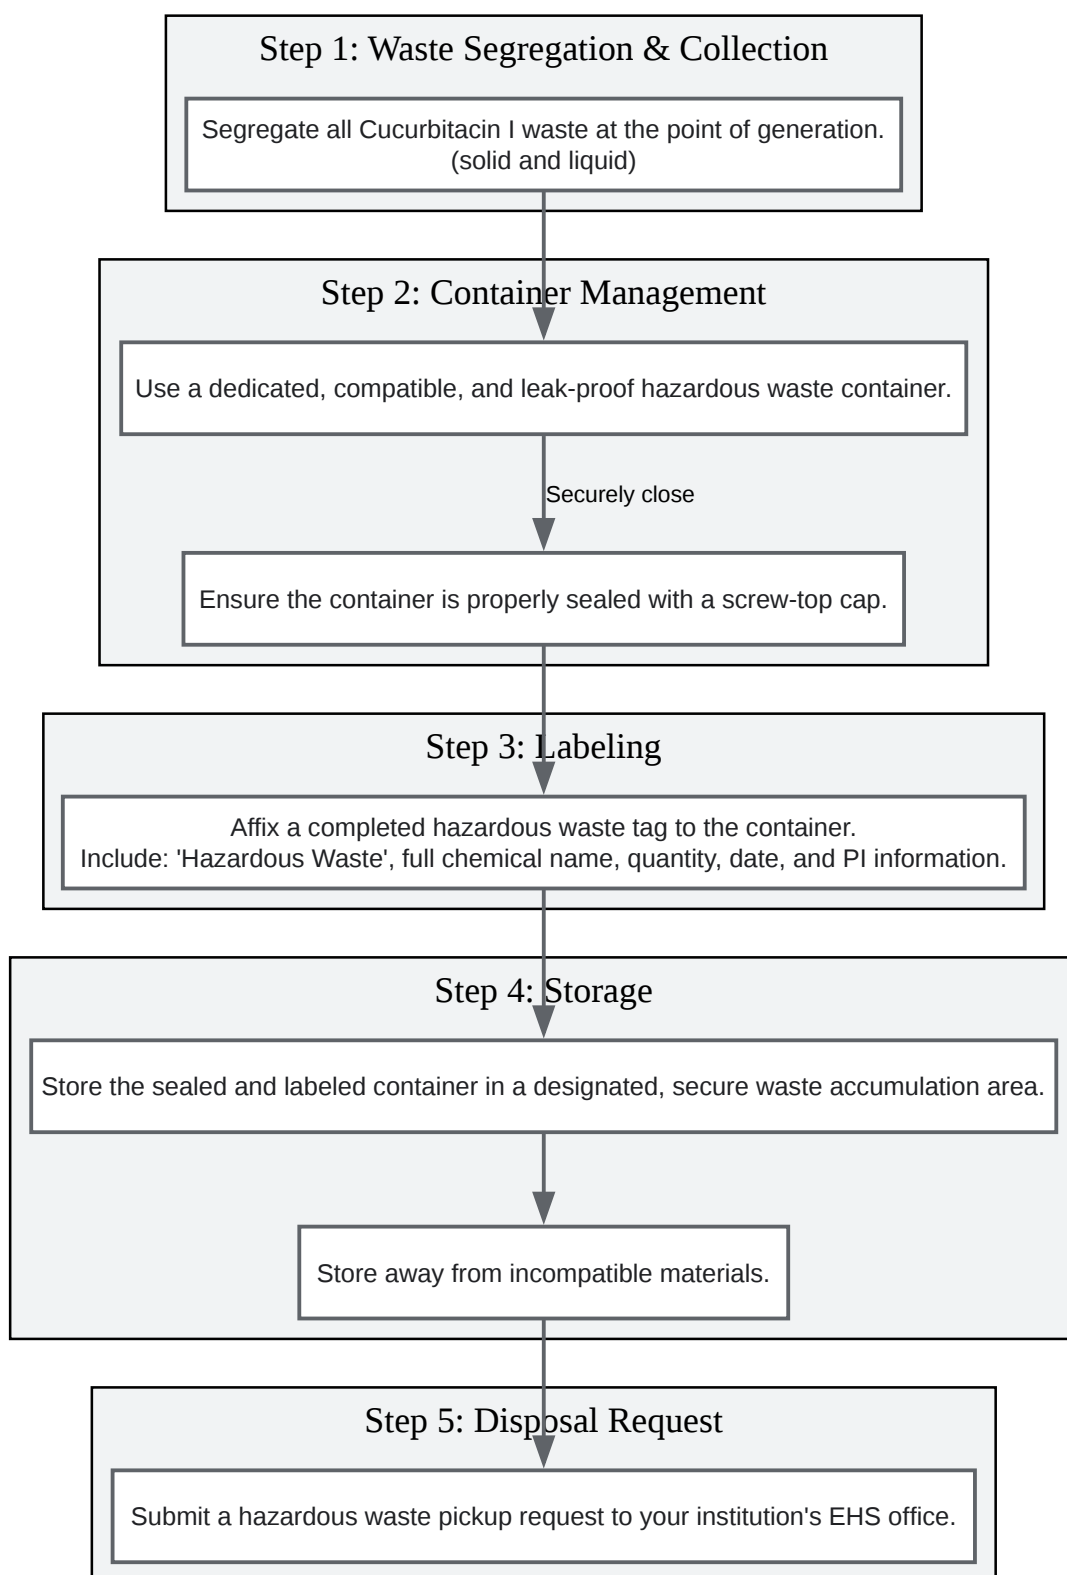 Step 1: Waste Segregation & Collection
Segregate all Cucurbitacin I waste at the point of generation.
(solid and liquid)
Step 2: Container Management
Use a dedicated, compatible, and leak-proof hazardous waste container.
Securely close
Ensure the container is properly sealed with a screw-top cap.
Step 3: Labeling
Affix a completed hazardous waste tag to the container.
Include: 'Hazardous Waste', full chemical name, quantity, date, and PI information.
Step 4: Storage
Store the sealed and labeled container in a designated, secure waste accumulation area.
Store away from incompatible materials.
Step 5: Disposal Request
Submit a hazardous waste pickup request to your institution's EHS office.